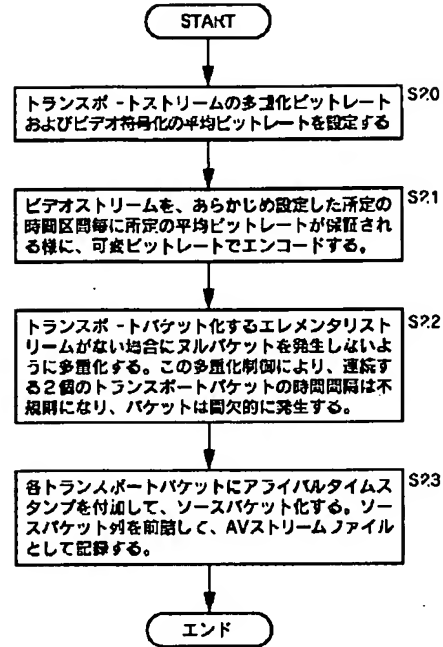 START
トランスポートストリームの多重化ビットレート
およびビデオ符号化の平均ビットレートを設定する
S20
ビデオストリームを、あらかじめ設定した所定の
時間区間毎に所定の平均ビットレートが保証され
る様に、可変ビットレートでエンコードする。
S21
トランスポートパケット化するエレメンタリスト
リームがない場合にヌルパケットを発生しないよ
うに多重化する。この多重化制御により、連続す
る2個のトランスポートパケットの時間間隔は不
規則になり、パケットは間欠的に発生する。
S22
各トランスポートパケットにアライバルタイムス
タンプを付加して、ソースパケット化する。ソー
スパケット列を前詰して、AVストリームファイル
として記録する。
S23
エンド